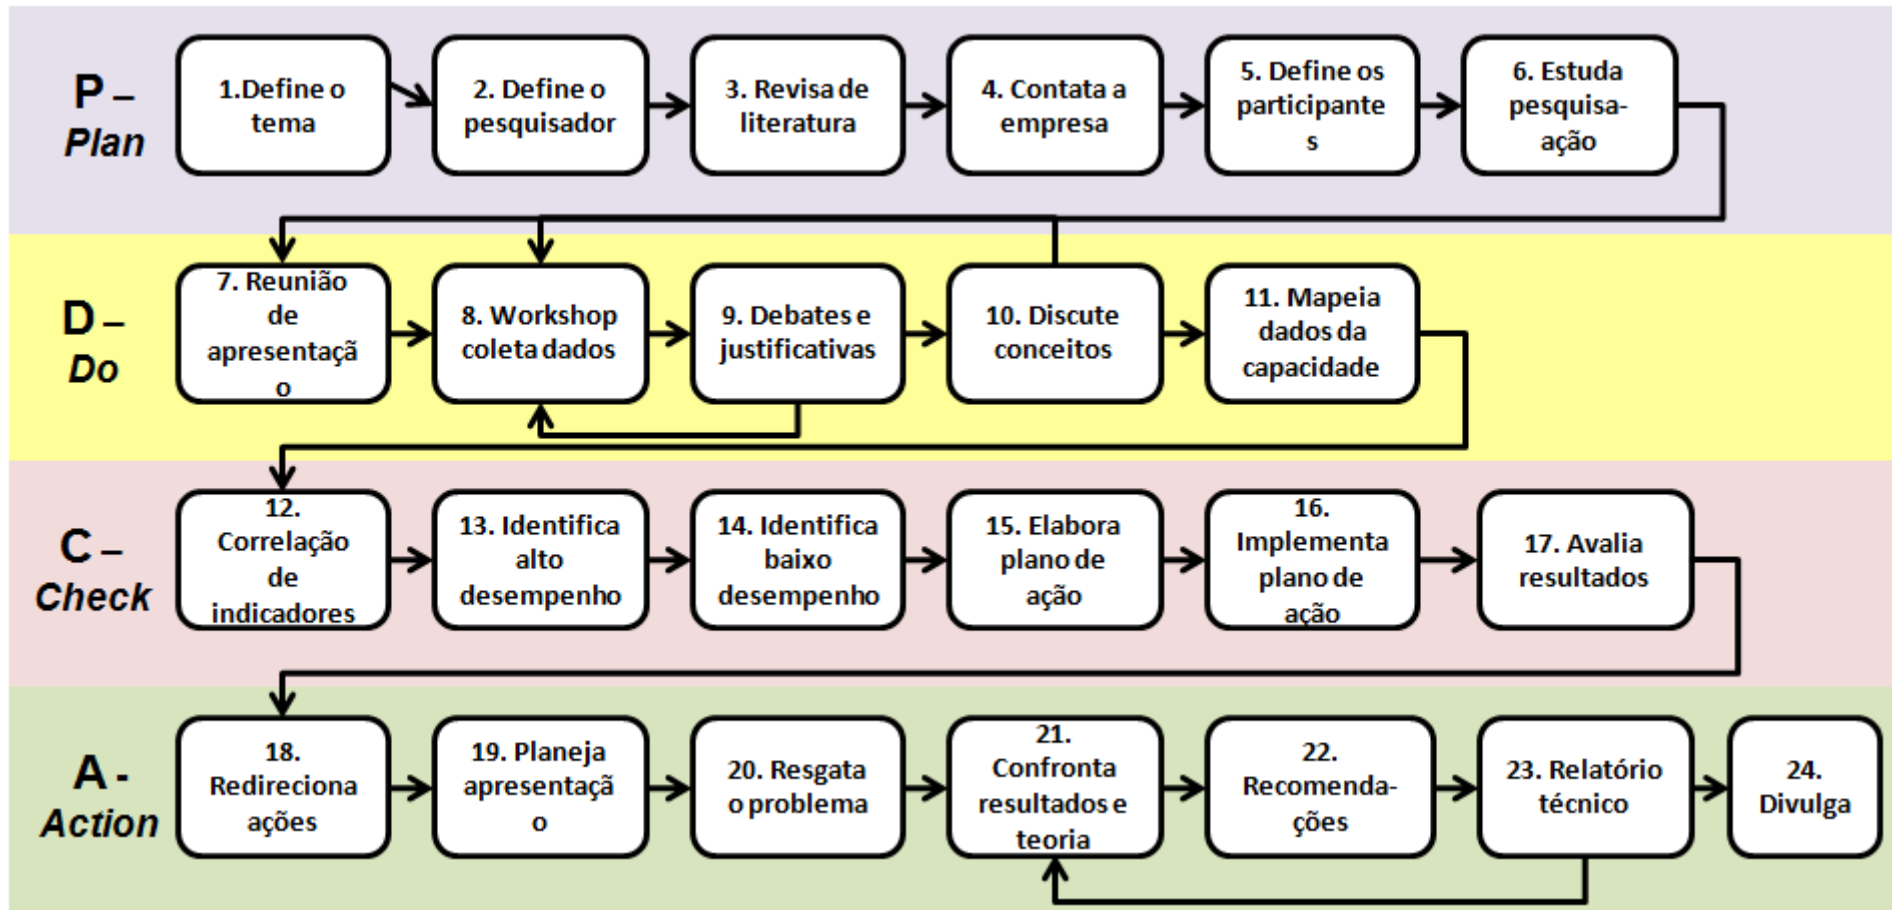 P –
Plan
1.Define o
tema
2. Define o
pesquisador
3. Revisa de
literatura
4. Contata a
empresa
5. Define os
participante
s
6. Estuda
pesquisa-
ação
D –
Do
7. Reunião
de
apresentaçã
o
8. Workshop
coleta dados
9. Debates e
justificativas
10. Discute
conceitos
11. Mapeia
dados da
capacidade
C –
Check
12.
Correlação
de
indicadores
13. Identifica
alto
desempenho
14. Identifica
baixo
desempenho
15. Elabora
plano de
ação
16.
Implementa
plano de
ação
17. Avalia
resultados
A -
Action
18.
Redireciona
ações
19. Planeja
apresentaçã
o
20. Resgata
o problema
21.
Confronta
resultados e
teoria
22.
Recomenda-
ções
23. Relatório
técnico
24.
Divulga